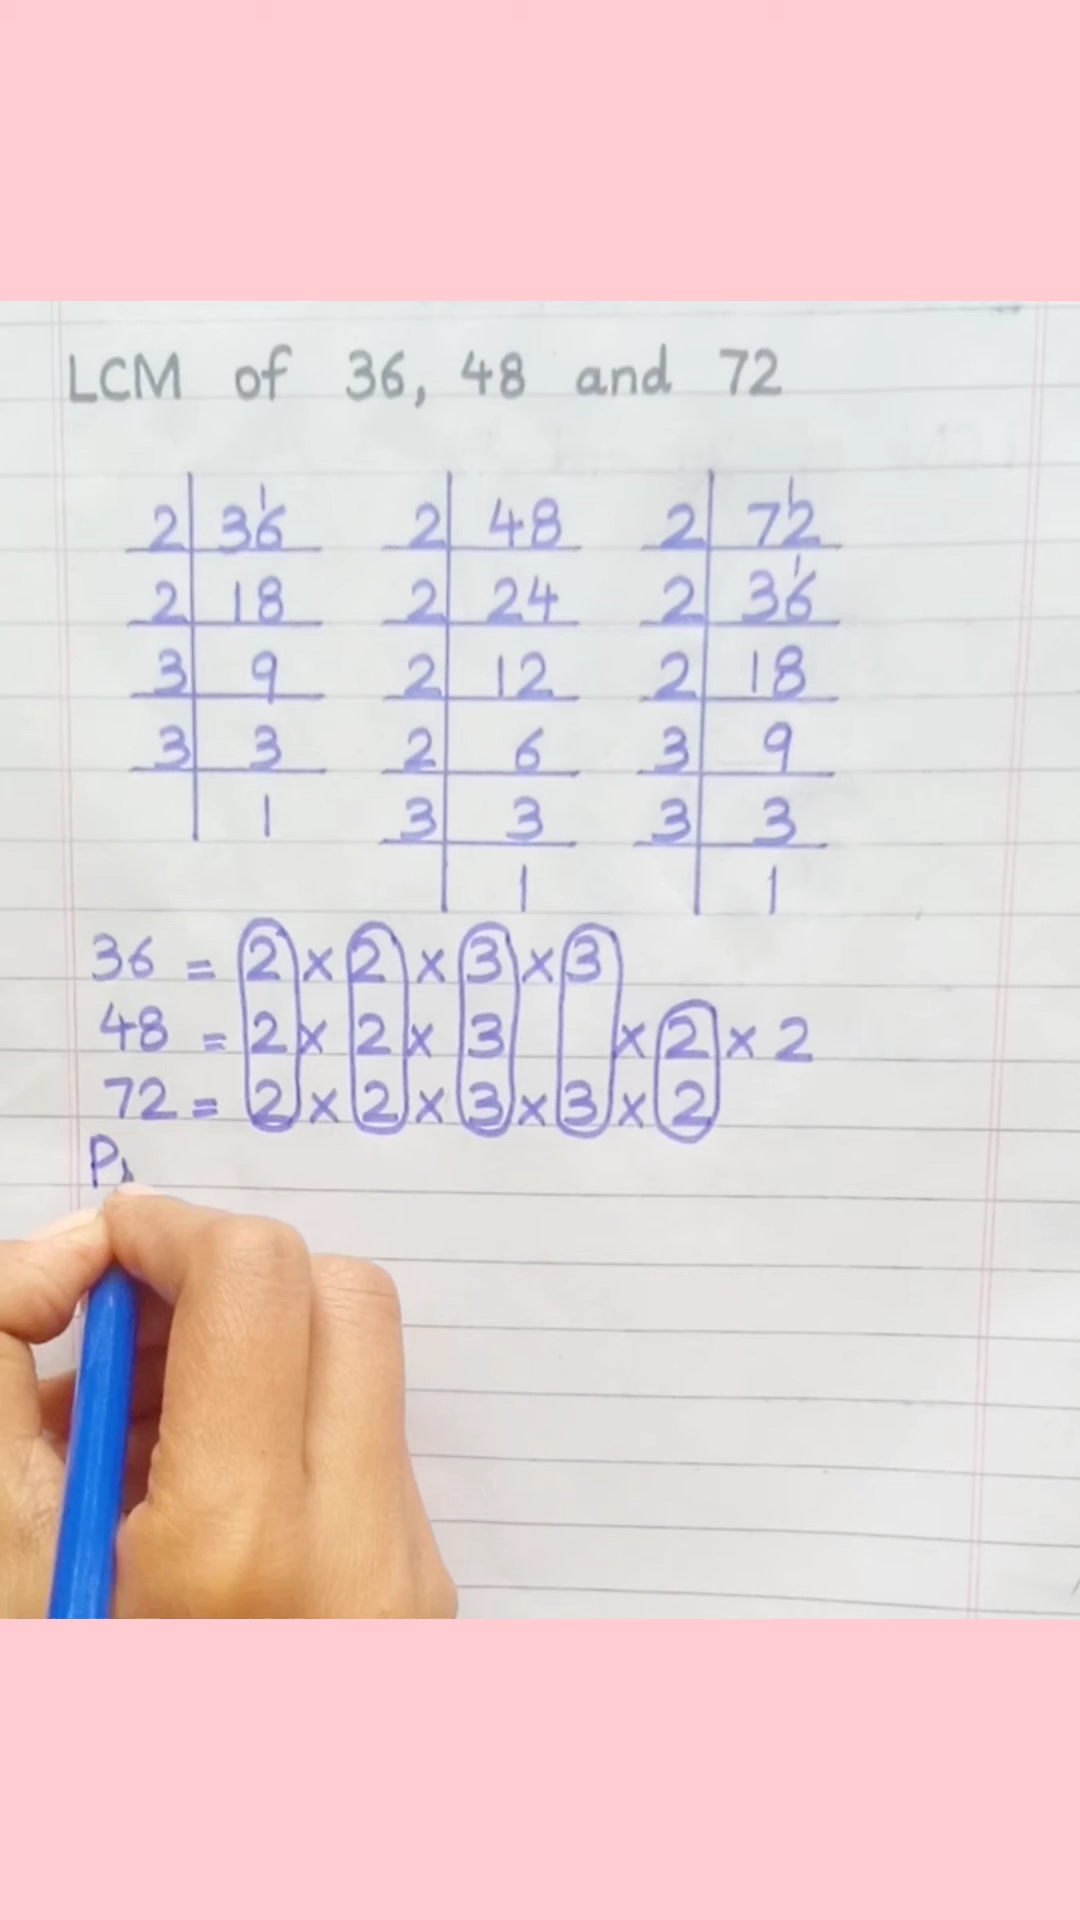 LCM of 36, 48 and 72
2 | 36 2 | 48 2 | 72
2 | 18 2 | 24 2 | 36
3 | 9 2 | 12 2 | 18
3 | 3 2 | 6 3 | 9
1 3 | 3 3 | 3
1 1
36 = 2 × 2 × 3 × 3
48 = 2 × 2 × 3 × 2 × 2
72 = 2 × 2 × 3 × 3 × 2